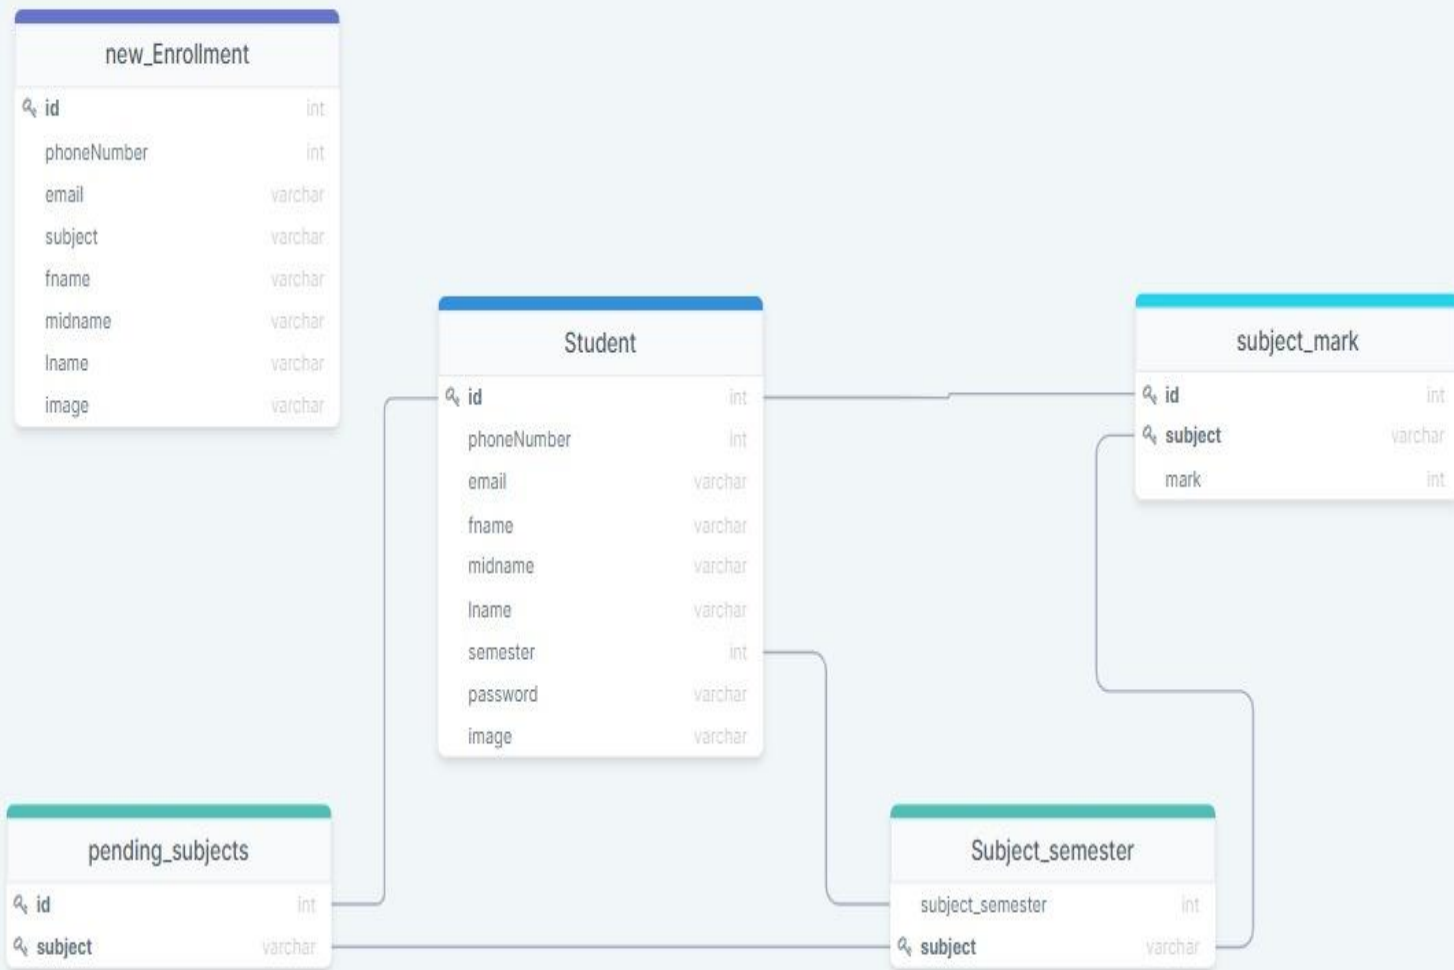 new_Enrollment
id int
phoneNumber int
email varchar
subject varchar
fname varchar
midname varchar
lname varchar
image varchar
Student
id int
phoneNumber int
email varchar
fname varchar
midname varchar
lname varchar
semester int
password varchar
image varchar
subject_mark
id int
subject varchar
mark int
pending_subjects
id int
subject varchar
Subject_semester
subject_semester int
subject varchar